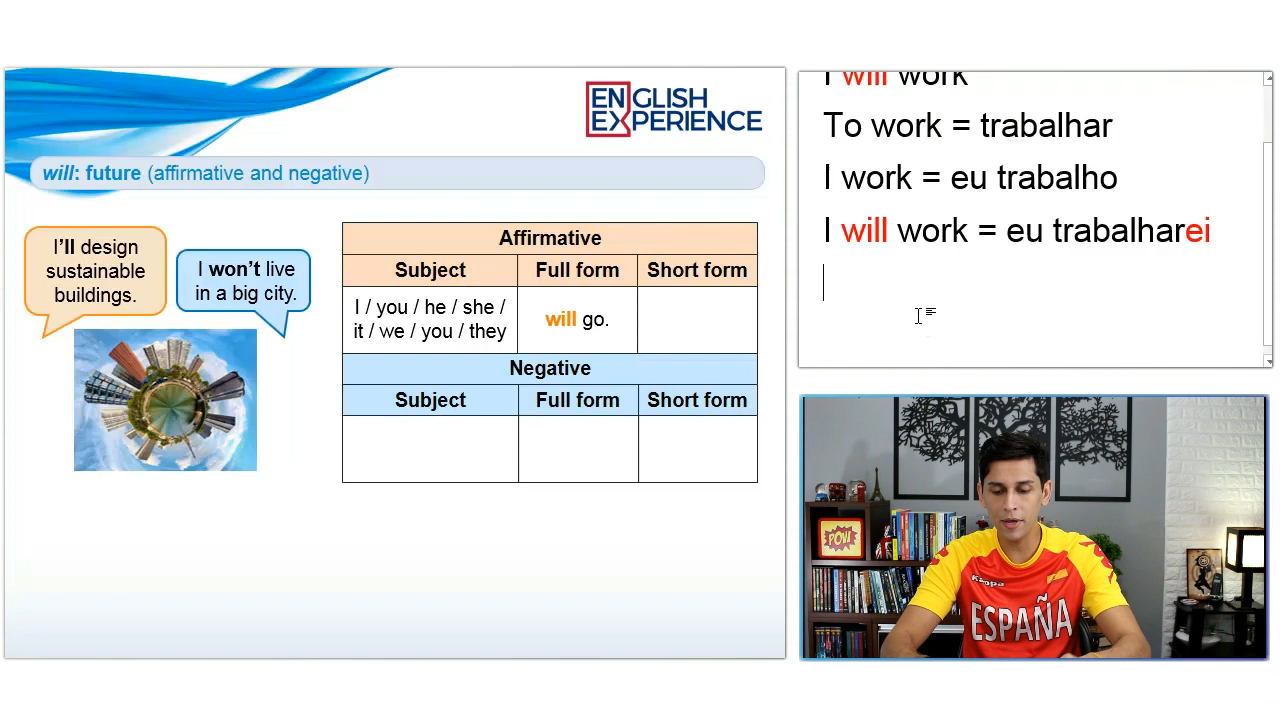 ENGLISH
EXPERIENCE
will: future (affirmative and negative)
I'll design
sustainable
buildings.
I won't live
in a big city.
Affirmative
Subject Full form Short form
I / you / he / she /
it / we / you / they
will go.
Negative
Subject Full form Short form
I will work
To work = trabalhar
I work = eu trabalho
I will work = eu trabalharei
POW!
Kappa
ESPAÑA